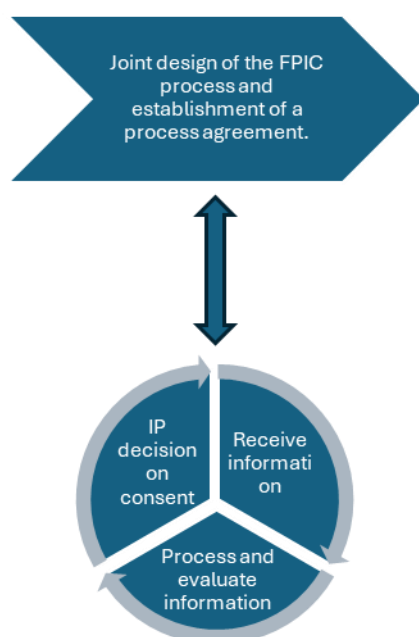 Joint design of the FPIC
process and
establishment of a
process agreement.
IP
decision
on
consent
Receive
informati
on
Process and
evaluate
information